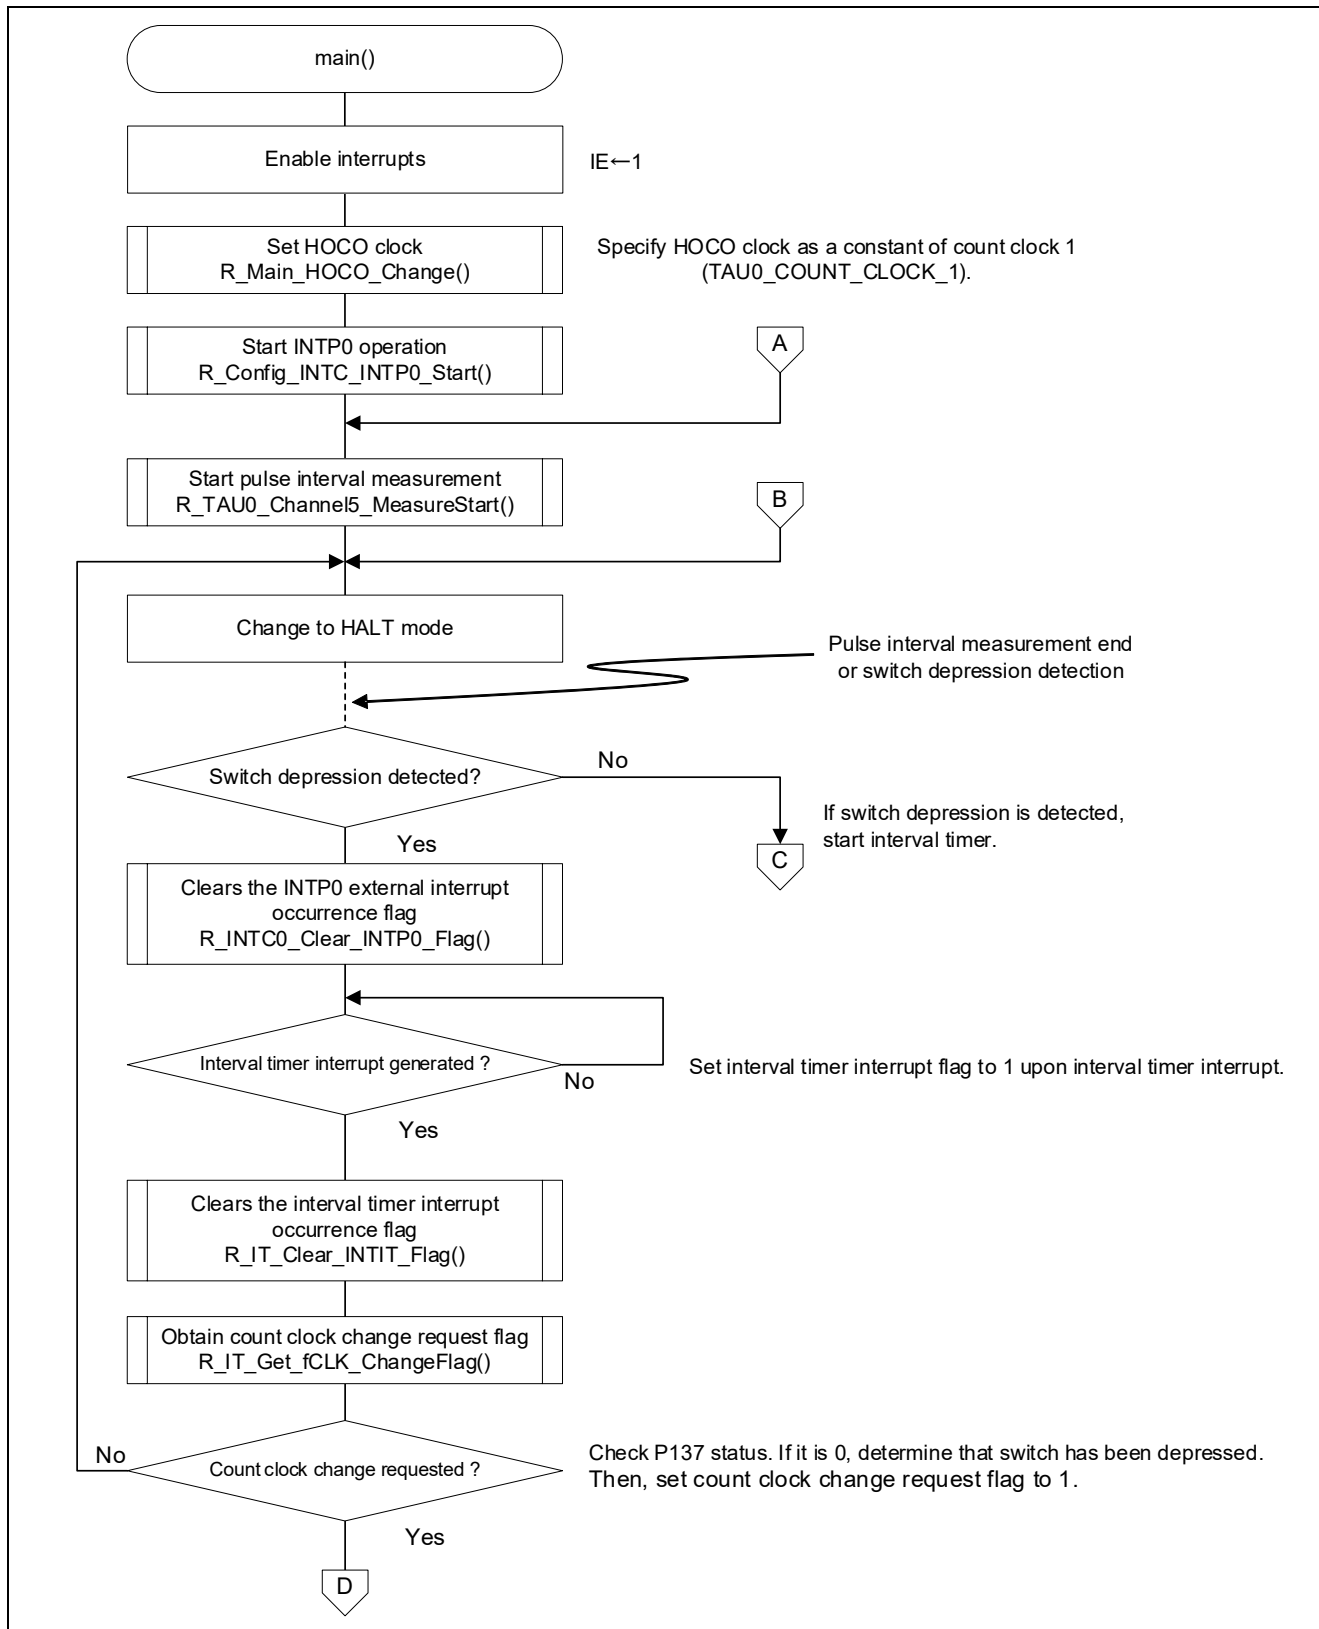 main()
Enable interrupts
IE←1
Set HOCO clock
R_Main_HOCO_Change()
Specify HOCO clock as a constant of count clock 1
(TAU0_COUNT_CLOCK_1).
Start INTP0 operation
R_Config_INTC_INTP0_Start()
A
Start pulse interval measurement
R_TAU0_Channel5_MeasureStart()
B
Change to HALT mode
Pulse interval measurement end
or switch depression detection
Switch depression detected?
No
If switch depression is detected,
start interval timer.
C
Yes
Clears the INTP0 external interrupt
occurrence flag
R_INTC0_Clear_INTP0_Flag()
Interval timer interrupt generated ?
No
Set interval timer interrupt flag to 1 upon interval timer interrupt.
Yes
Clears the interval timer interrupt
occurrence flag
R_IT_Clear_INTIT_Flag()
Obtain count clock change request flag
R_IT_Get_fCLK_ChangeFlag()
No
Count clock change requested ?
Check P137 status. If it is 0, determine that switch has been depressed.
Then, set count clock change request flag to 1.
Yes
D